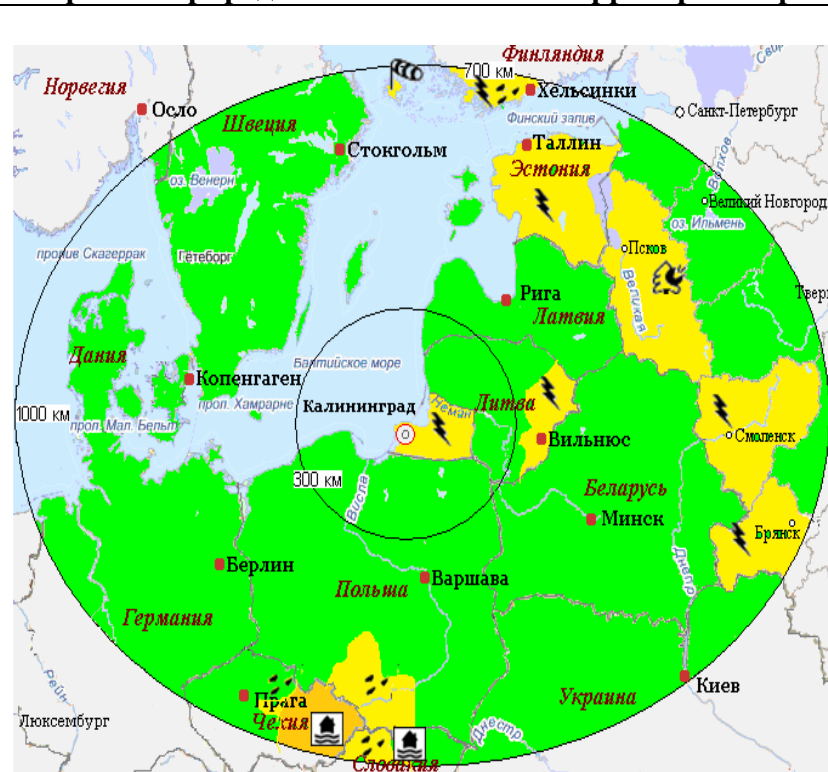 Финляндия
700 км
Норвегия
Хельсинки
Осло
Санкт-Петербург
Швеция
Финский залив
Стокгольм
Таллин
Волхов
Эстония
оз. Венерн
Великий Новгород
оз. Ильмень
Псков
пролив Скагеррак
Гётеборг
Великая
Рига
Латвия
Дания
Балтийское море
Копенгаген
Калининград
Неман
Литва
прол. Хамрарне
1000 км
прол. Мал. Бельт
Смоленск
Вильнюс
300 км
Висла
Беларусь
Минск
Брянск
Днепр
Берлин
Варшава
Польша
Германия
Рейн
Киев
Украина
Прага
Люксембург
Чехия
Днестр
Словакия